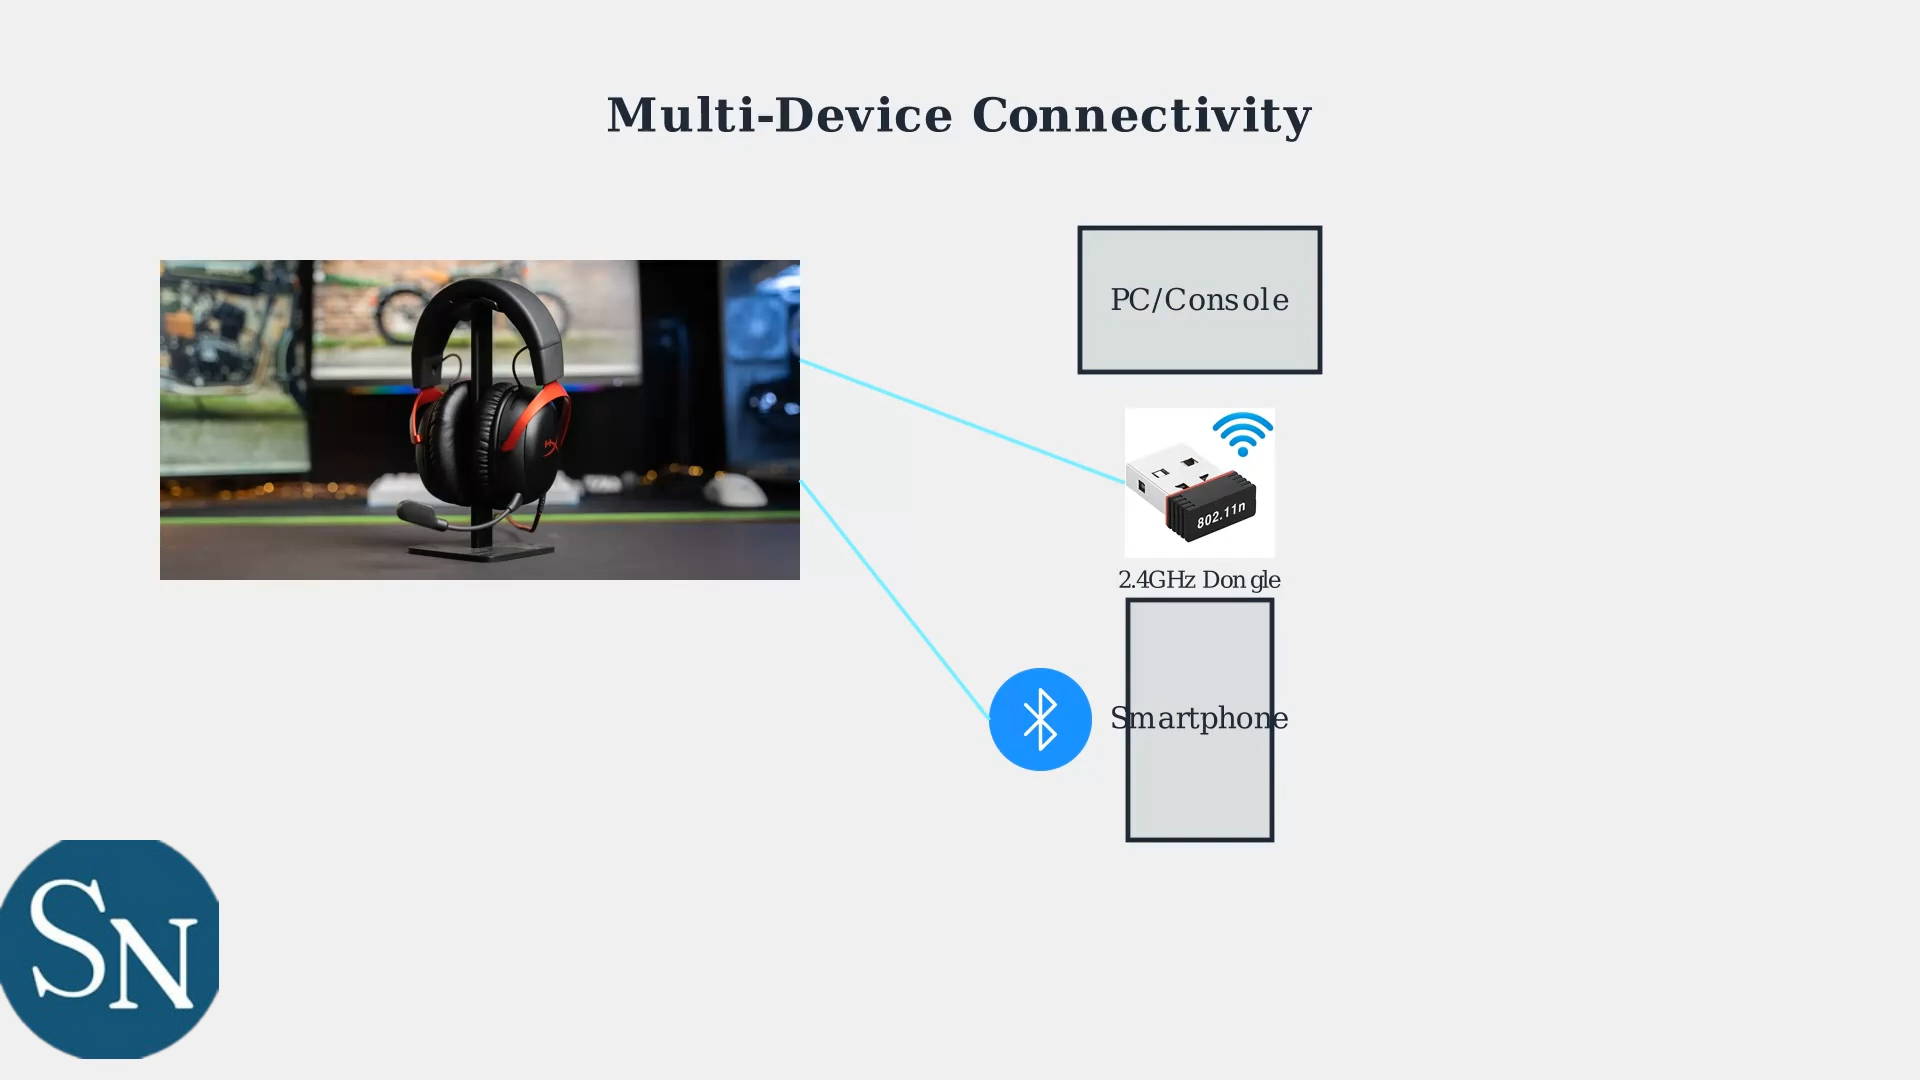 Multi-Device Connectivity
PC/Console
802.11n
2.4GHz Dongle
Smartphone
SN